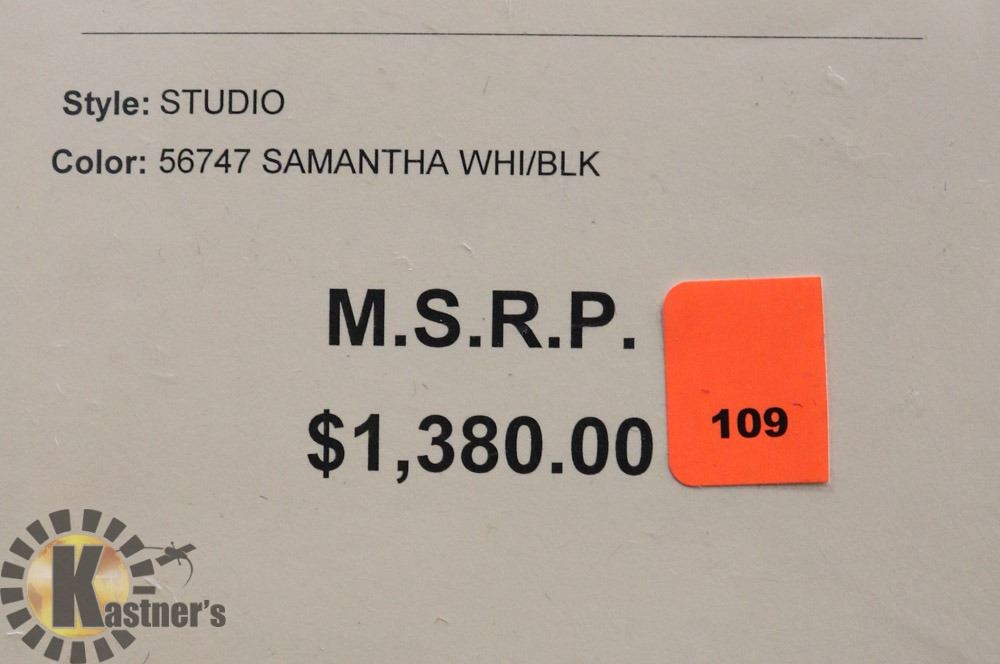 Style: STUDIO
Color: 56747 SAMANTHA WHI/BLK
M.S.R.P.
$1,380.00
109
Kastner's